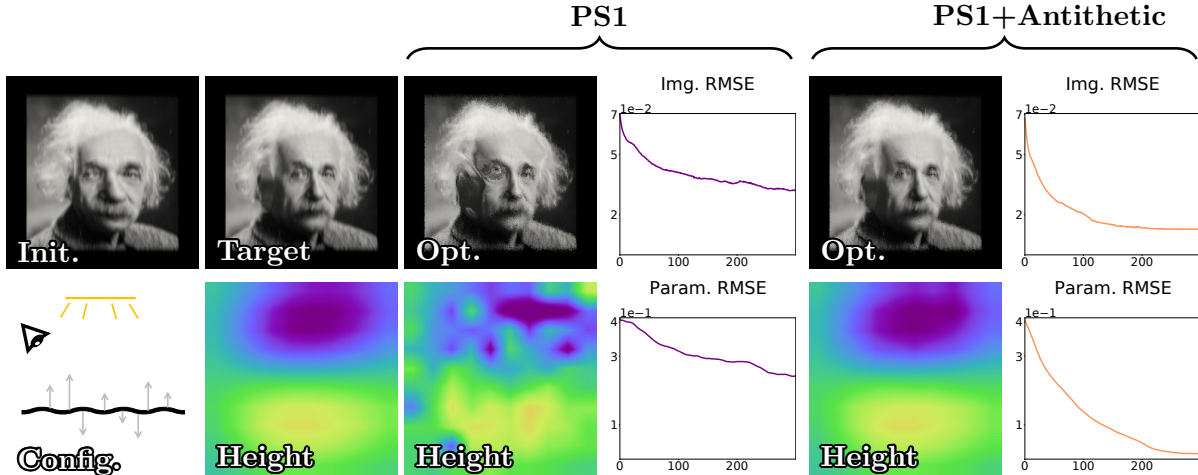 PS1
PS1+Antithetic
Init.
Target
Opt.
Img. RMSE
1e−2
7
5
2
0
100
200
Opt.
Img. RMSE
1e−2
7
5
2
0
100
200
Config.
Height
Height
Param. RMSE
1e−1
4
3
1
0
100
200
Height
Param. RMSE
1e−1
4
3
1
0
100
200